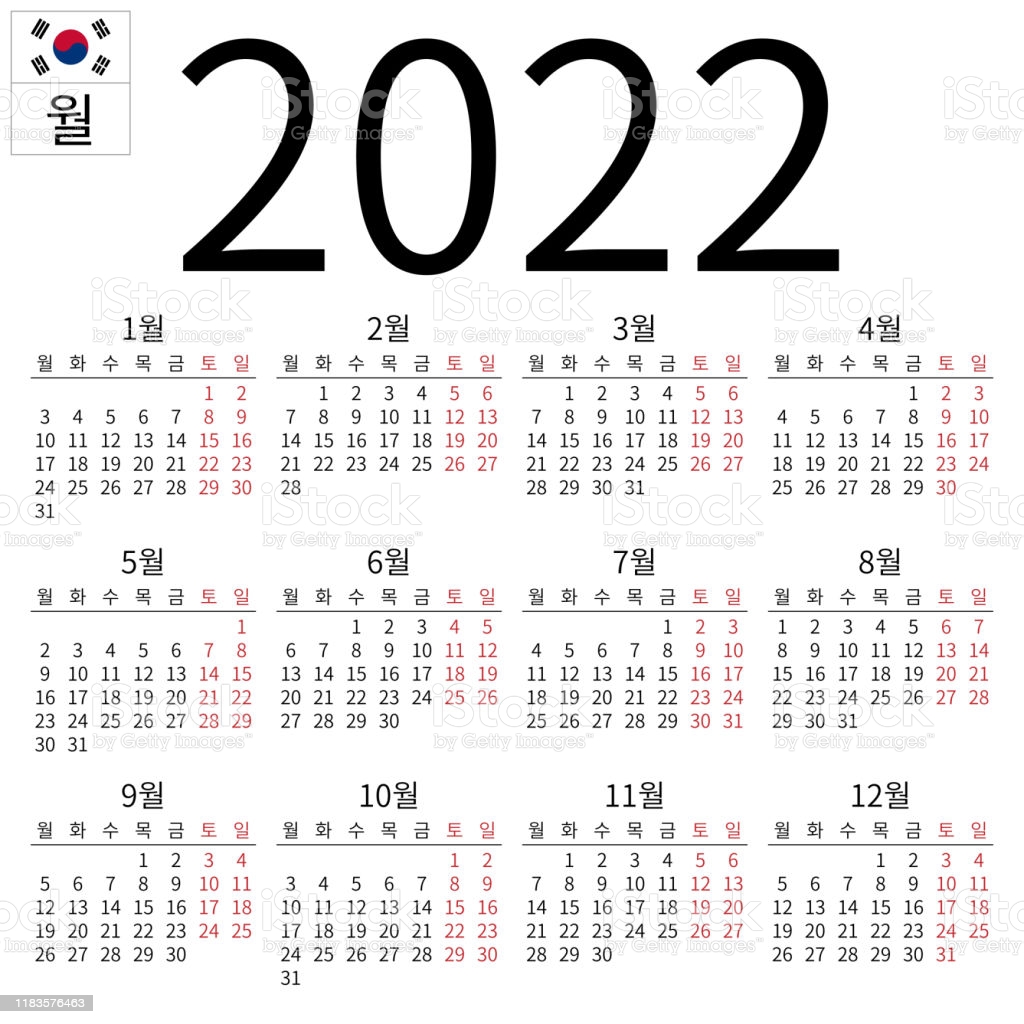 월
2022
1월 2월 3월 4월
월 화 수 목 금 토 일 월 화 수 목 금 토 일 월 화 수 목 금 토 일 월 화 수 목 금 토 일
1 2 1 2 3 4 5 6 1 2 3 4 5 6 1 2 3
3 4 5 6 7 8 9 7 8 9 10 11 12 13 7 8 9 10 11 12 13 4 5 6 7 8 9 10
10 11 12 13 14 15 16 14 15 16 17 18 19 20 14 15 16 17 18 19 20 11 12 13 14 15 16 17
17 18 19 20 21 22 23 21 22 23 24 25 26 27 21 22 23 24 25 26 27 18 19 20 21 22 23 24
24 25 26 27 28 29 30 28 28 29 30 31 25 26 27 28 29 30
31
5월 6월 7월 8월
월 화 수 목 금 토 일 월 화 수 목 금 토 일 월 화 수 목 금 토 일 월 화 수 목 금 토 일
1 1 2 3 4 5 1 2 3 1 2 3 4 5 6 7
2 3 4 5 6 7 8 6 7 8 9 10 11 12 4 5 6 7 8 9 10 8 9 10 11 12 13 14
9 10 11 12 13 14 15 13 14 15 16 17 18 19 11 12 13 14 15 16 17 15 16 17 18 19 20 21
16 17 18 19 20 21 22 20 21 22 23 24 25 26 18 19 20 21 22 23 24 22 23 24 25 26 27 28
23 24 25 26 27 28 29 27 28 29 30 25 26 27 28 29 30 31 29 30 31
30 31
9월 10월 11월 12월
월 화 수 목 금 토 일 월 화 수 목 금 토 일 월 화 수 목 금 토 일 월 화 수 목 금 토 일
1 2 3 4 1 2 1 2 3 4 5 6 1 2 3 4
5 6 7 8 9 10 11 3 4 5 6 7 8 9 7 8 9 10 11 12 13 5 6 7 8 9 10 11
12 13 14 15 16 17 18 10 11 12 13 14 15 16 14 15 16 17 18 19 20 12 13 14 15 16 17 18
19 20 21 22 23 24 25 17 18 19 20 21 22 23 21 22 23 24 25 26 27 19 20 21 22 23 24 25
26 27 28 29 30 24 25 26 27 28 29 30 28 29 30 26 27 28 29 30 31
31
iStock
by Getty Images™
1183576463